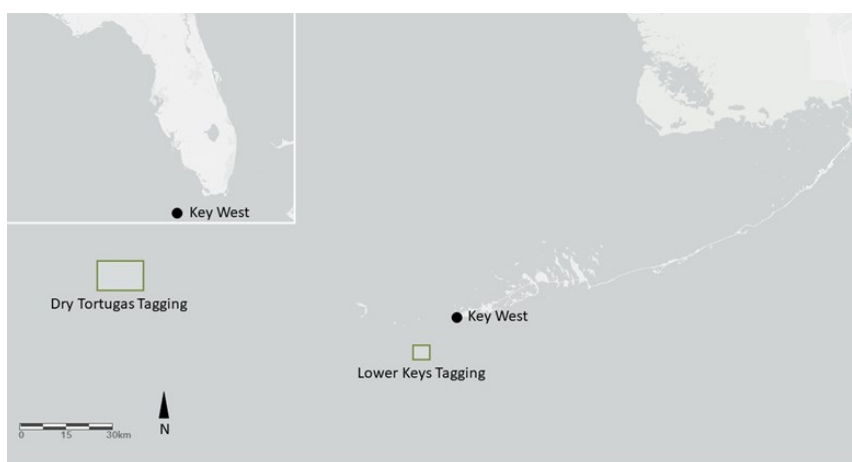 Key West
Dry Tortugas Tagging
Key West
Lower Keys Tagging
N
0 15 30km